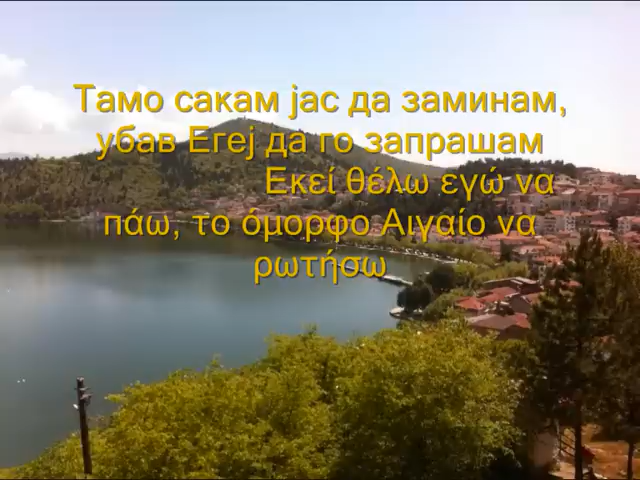 Тамо сакам јас да заминам,
убав Егеј да го запрашам
Εκεί θέλω εγώ να
πάω, το όμορφο Αιγαίο να
ρωτήσω